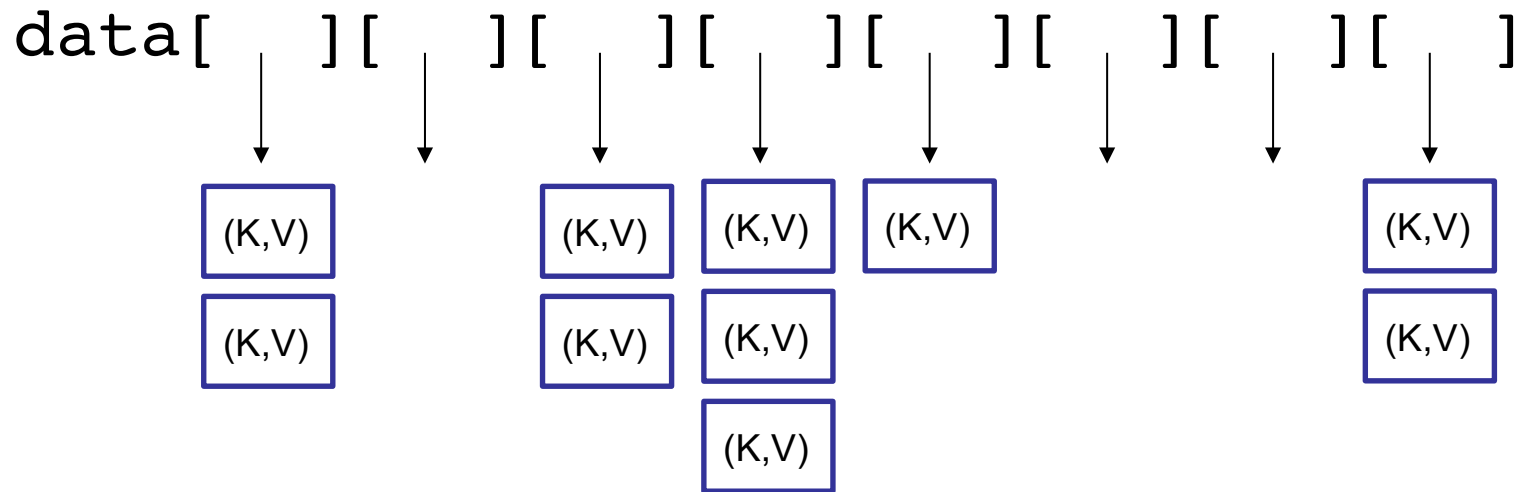 data[ ][ ][ ][ ][ ][ ][ ][ ]
(K,V) (K,V) (K,V) (K,V) (K,V)
(K,V) (K,V) (K,V) (K,V)
(K,V)